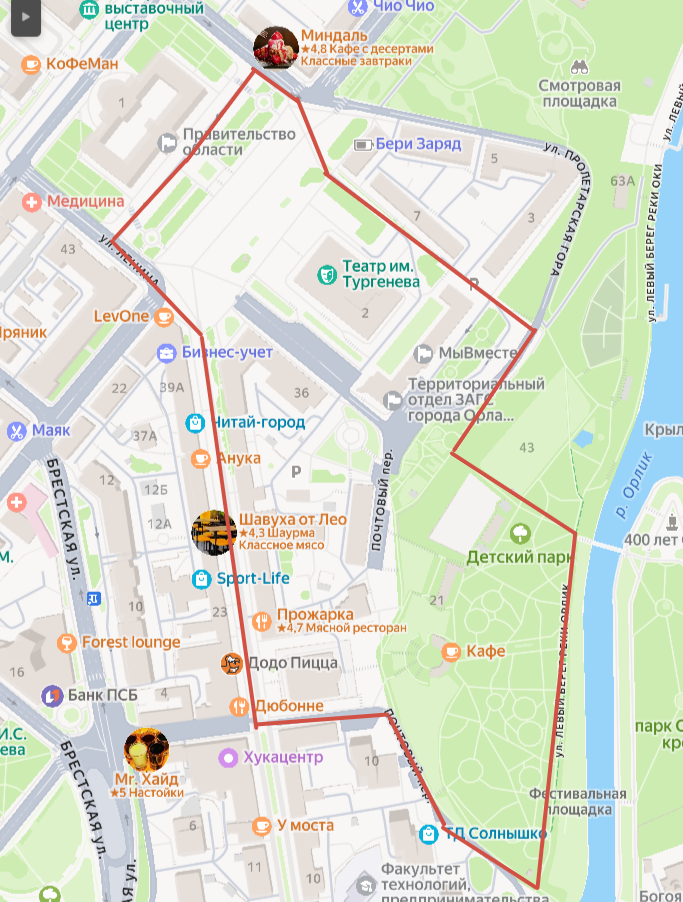 выставочный
центр
Чио Чио
Миндаль
★4,8 Кафе с десертами
Классные завтраки
КоФеМан
Смотровая
площадка
1
Правительство
области
Бери Заряд
5
ул. ПРОЛЕТАРСКАЯ ГОРА
ул. ЛЕВЫЙ
63А
ул. ЛЕВЫЙ БЕРЕГ РЕКИ ОКИ
Медицина
7
3
43
ул. ЛЕНИНА
Театр им.
Тургенева
2
P
LevOne
Пряник
Бизнес-учет
МыВместе
22
39А
36
Территориальный
отдел ЗАГС
города Орла...
Читай-город
Маяк
37А
43
Крыл
Анука
P
р. Орлик
БРЕСТСКАЯ ул.
12
12Б
12А
ПОЧТОВЫЙ пер.
Шавуха от Лео
★4,3 Шаурма
Классное мясо
400 лет
Детский парк
М.
Sport-Life
10
23
21
Прожарка
★4,7 Мясной ресторан
ул. ЛЕВЫЙ БЕРЕГ РЕКИ ОРЛИК
Forest lounge
Кафе
Додо Пицца
16
Банк ПСБ
4
Дюбонне
И.С.
ева
ПОЧТОВЫЙ пер.
парк С
кр
БРЕСТСКАЯ ул.
Хукацентр
10
Mr. Хайд
★5 Настойки
Фестивальная
площадка
6
У моста
ТД Солнышко
11
10
Факультет
технологий,
предпринимательства
АЯ ул.
Богоя